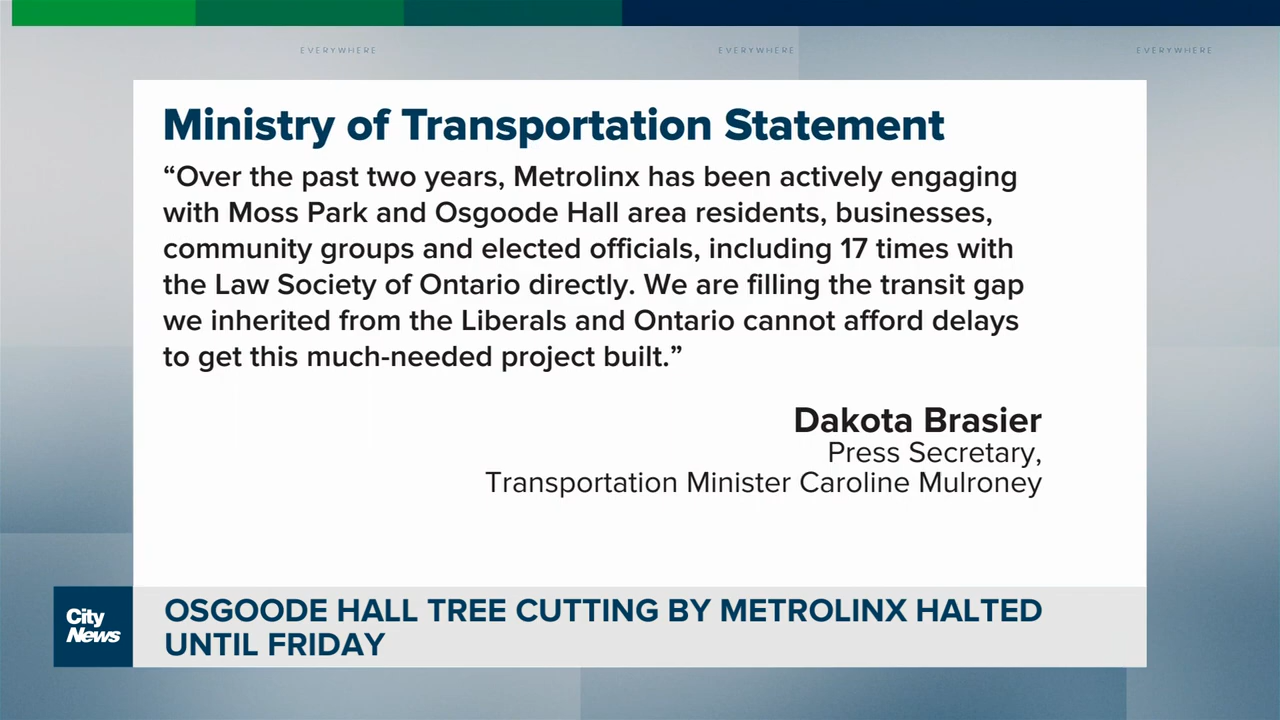 EVERYWHERE EVERYWHERE EVERYWHERE
Ministry of Transportation Statement
“Over the past two years, Metrolinx has been actively engaging
with Moss Park and Osgoode Hall area residents, businesses,
community groups and elected officials, including 17 times with
the Law Society of Ontario directly. We are filling the transit gap
we inherited from the Liberals and Ontario cannot afford delays
to get this much-needed project built.”
Dakota Brasier
Press Secretary,
Transportation Minister Caroline Mulroney
City
News
OSGOODE HALL TREE CUTTING BY METROLINX HALTED
UNTIL FRIDAY